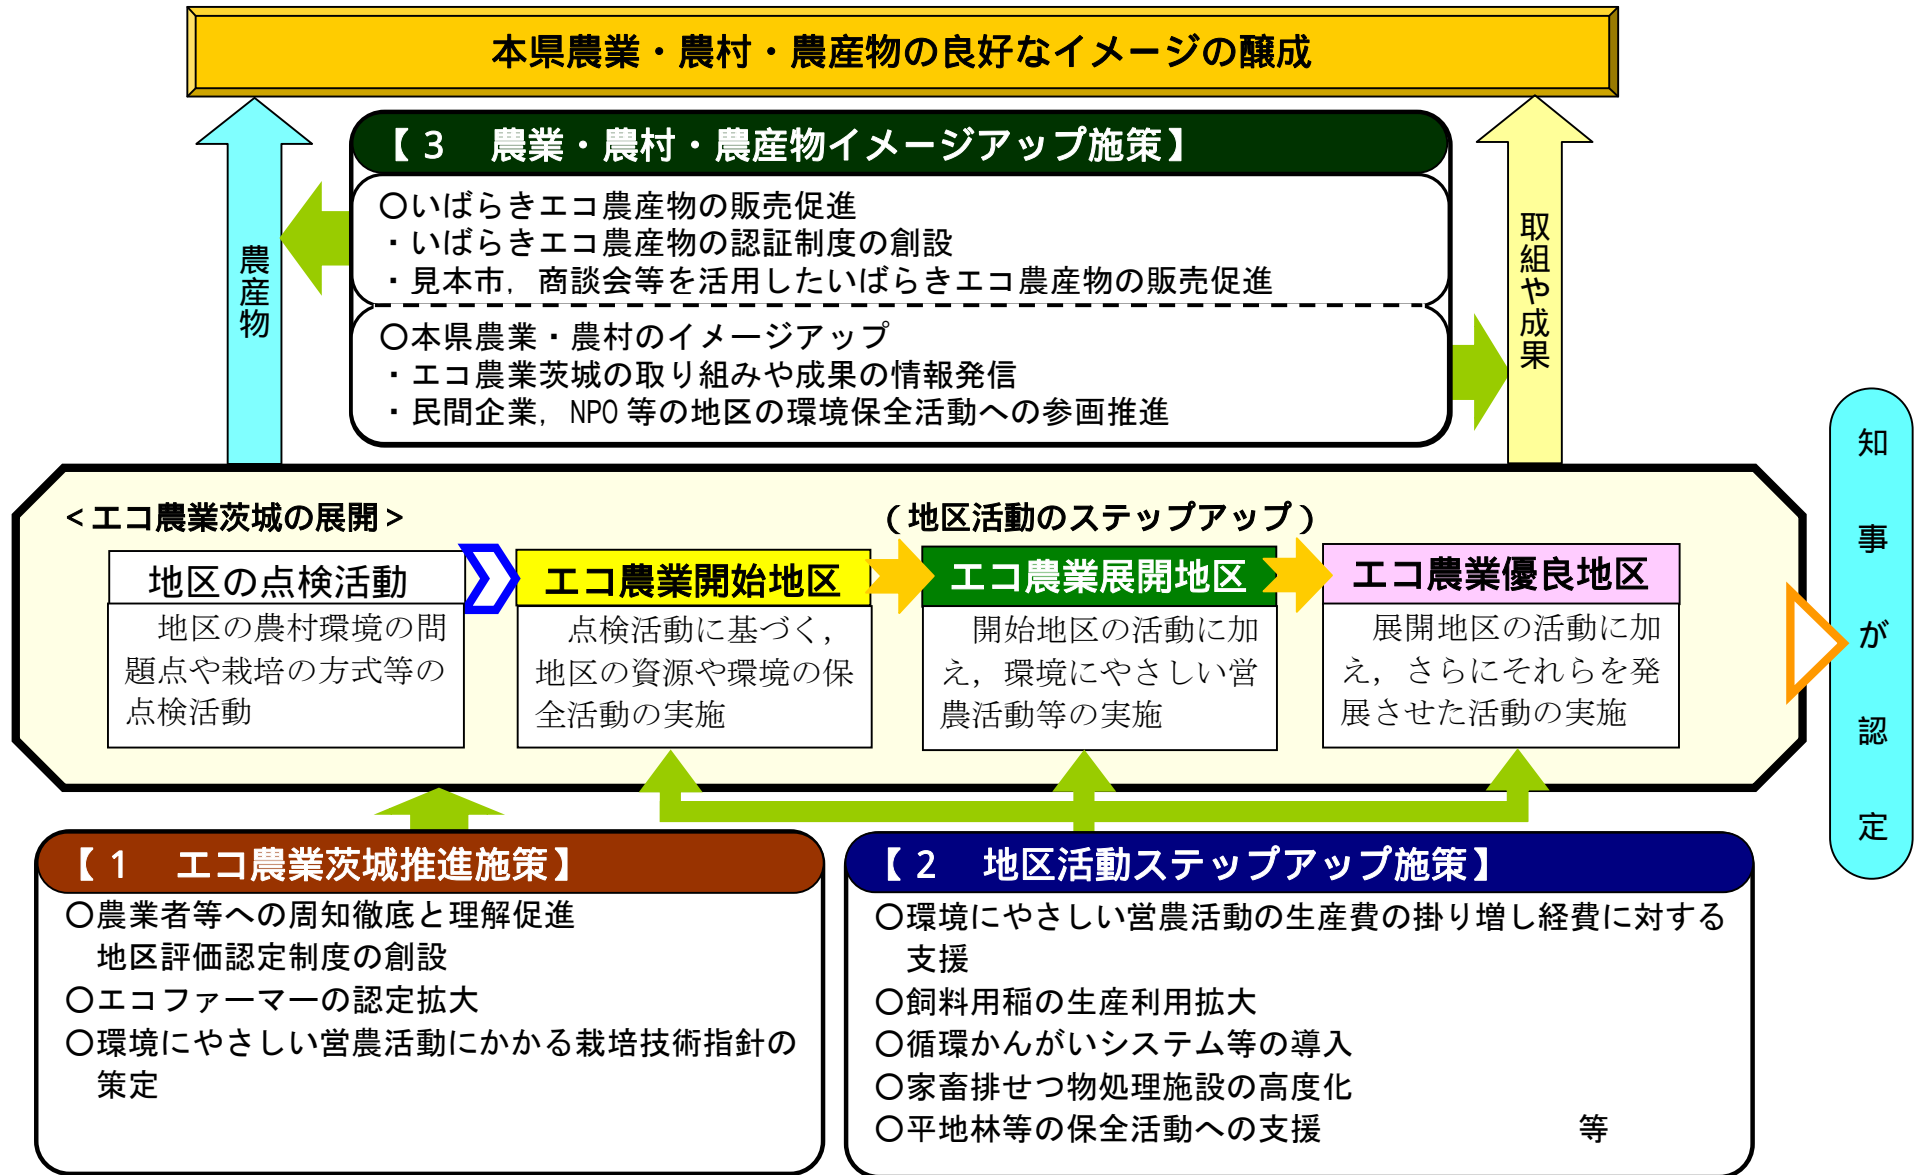 本県農業・農村・農産物の良好なイメージの醸成
【３　農業・農村・農産物イメージアップ施策】
○いばらきエコ農産物の販売促進
・いばらきエコ農産物の認証制度の創設
・見本市，商談会等を活用したいばらきエコ農産物の販売促進
○本県農業・農村のイメージアップ
・エコ農業茨城の取り組みや成果の情報発信
・民間企業，NPO等の地区の環境保全活動への参画推進
農産物
取組や成果
知事が認定
＜エコ農業茨城の展開＞
（地区活動のステップアップ）
地区の点検活動
地区の農村環境の問
題点や栽培の方式等の
点検活動
エコ農業開始地区
点検活動に基づく，
地区の資源や環境の保
全活動の実施
エコ農業展開地区
開始地区の活動に加
え，環境にやさしい営
農活動等の実施
エコ農業優良地区
展開地区の活動に加
え，さらにそれらを発
展させた活動の実施
【１　エコ農業茨城推進施策】
○農業者等への周知徹底と理解促進
地区評価認定制度の創設
○エコファーマーの認定拡大
○環境にやさしい営農活動にかかる栽培技術指針の
策定
【２　地区活動ステップアップ施策】
○環境にやさしい営農活動の生産費の掛り増し経費に対する
支援
○飼料用稲の生産利用拡大
○循環かんがいシステム等の導入
○家畜排せつ物処理施設の高度化
○平地林等の保全活動への支援　　　　　　　　等